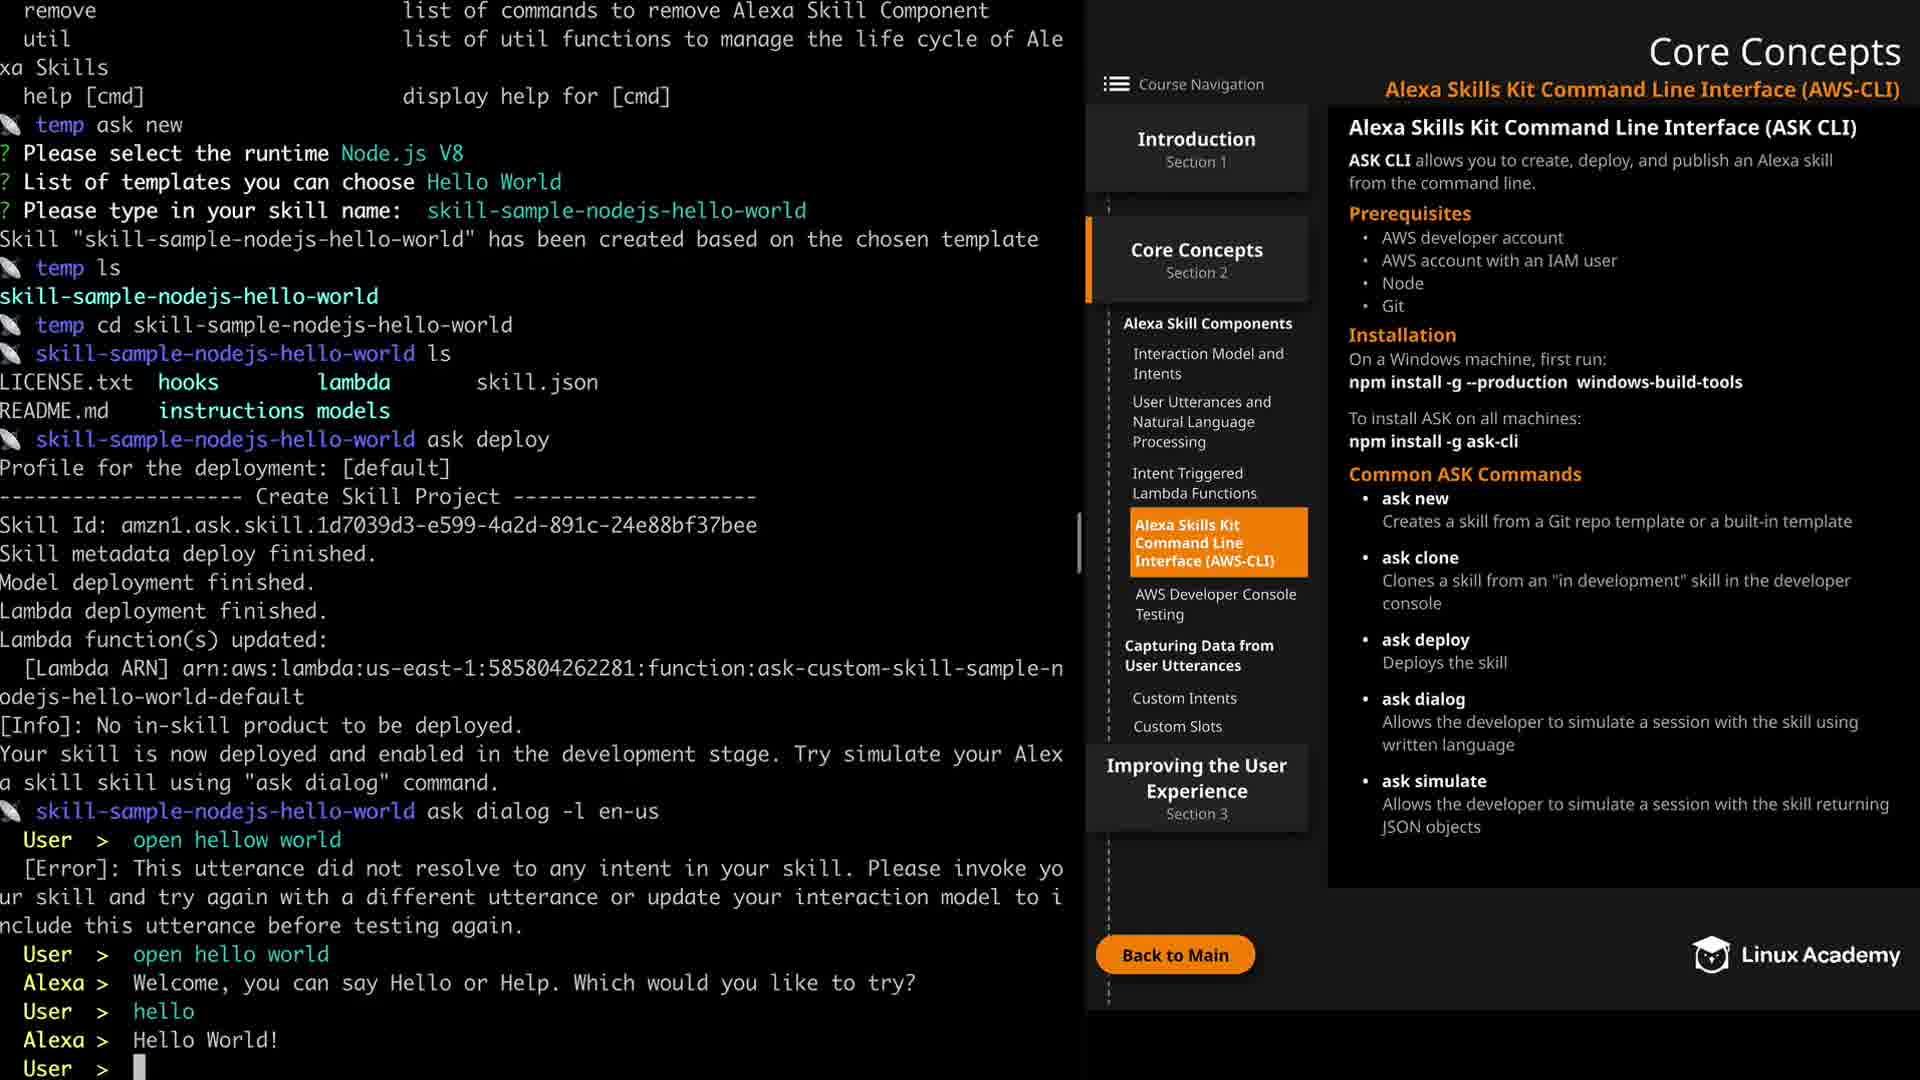 remove list of commands to remove Alexa Skill Component
util list of util functions to manage the life cycle of Ale
xa Skills
help [cmd] display help for [cmd]
temp ask new
? Please select the runtime Node.js V8
? List of templates you can choose Hello World
? Please type in your skill name: skill-sample-nodejs-hello-world
Skill "skill-sample-nodejs-hello-world" has been created based on the chosen template
temp ls
skill-sample-nodejs-hello-world
temp cd skill-sample-nodejs-hello-world
skill-sample-nodejs-hello-world ls
LICENSE.txt hooks lambda skill.json
README.md instructions models
skill-sample-nodejs-hello-world ask deploy
Profile for the deployment: [default]
-------------------- Create Skill Project --------------------
Skill Id: amzn1.ask.skill.1d7039d3-e599-4a2d-891c-24e88bf37bee
Skill metadata deploy finished.
Model deployment finished.
Lambda deployment finished.
Lambda function(s) updated:
[Lambda ARN] arn:aws:lambda:us-east-1:585804262281:function:ask-custom-skill-sample-n
odejs-hello-world-default
[Info]: No in-skill product to be deployed.
Your skill is now deployed and enabled in the development stage. Try simulate your Alex
a skill skill using "ask dialog" command.
skill-sample-nodejs-hello-world ask dialog -l en-us
User > open hellow world
[Error]: This utterance did not resolve to any intent in your skill. Please invoke yo
ur skill and try again with a different utterance or update your interaction model to i
nclude this utterance before testing again.
User > open hello world
Alexa > Welcome, you can say Hello or Help. Which would you like to try?
User > hello
Alexa > Hello World!
User >
Core Concepts
Alexa Skills Kit Command Line Interface (AWS-CLI)
Course Navigation
Introduction
Section 1
Core Concepts
Section 2
Alexa Skill Components
Interaction Model and
Intents
User Utterances and
Natural Language
Processing
Intent Triggered
Lambda Functions
Alexa Skills Kit
Command Line
Interface (AWS-CLI)
AWS Developer Console
Testing
Capturing Data from
User Utterances
Custom Intents
Custom Slots
Improving the User
Experience
Section 3
Back to Main
Alexa Skills Kit Command Line Interface (ASK CLI)
ASK CLI allows you to create, deploy, and publish an Alexa skill
from the command line.
Prerequisites
• AWS developer account
• AWS account with an IAM user
• Node
• Git
Installation
On a Windows machine, first run:
npm install -g --production windows-build-tools
To install ASK on all machines:
npm install -g ask-cli
Common ASK Commands
• ask new
Creates a skill from a Git repo template or a built-in template
• ask clone
Clones a skill from an "in development" skill in the developer
console
• ask deploy
Deploys the skill
• ask dialog
Allows the developer to simulate a session with the skill using
written language
• ask simulate
Allows the developer to simulate a session with the skill returning
JSON objects
Linux Academy